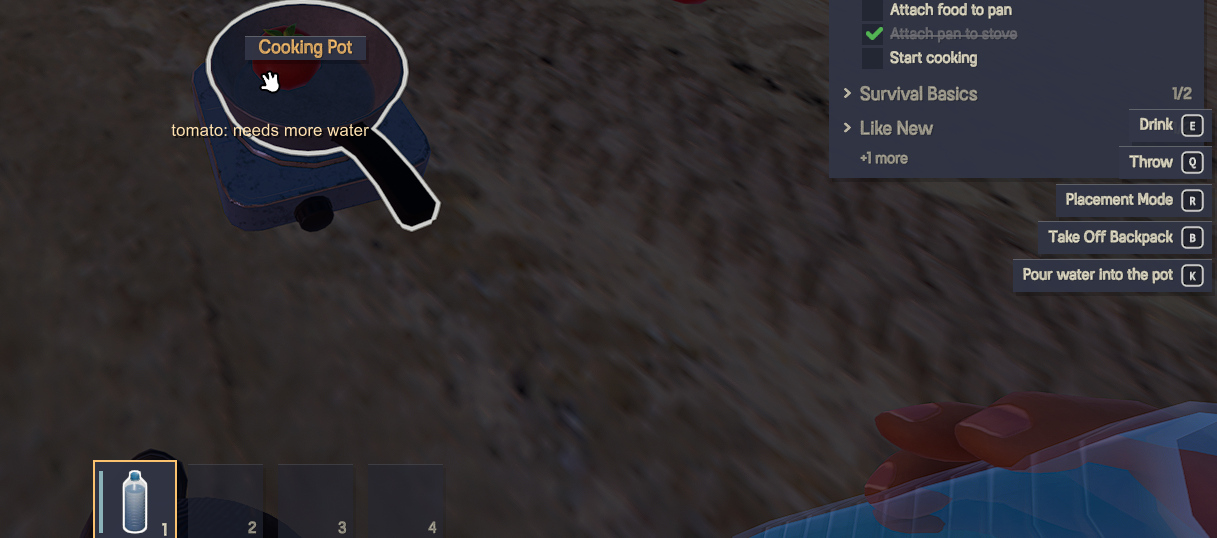 Cooking Pot
tomato: needs more water
Attach food to pan
Attach pan to stove
Start cooking
Survival Basics 1/2
Like New
+1 more
Drink E
Throw Q
Placement Mode R
Take Off Backpack B
Pour water into the pot K
1 2 3 4